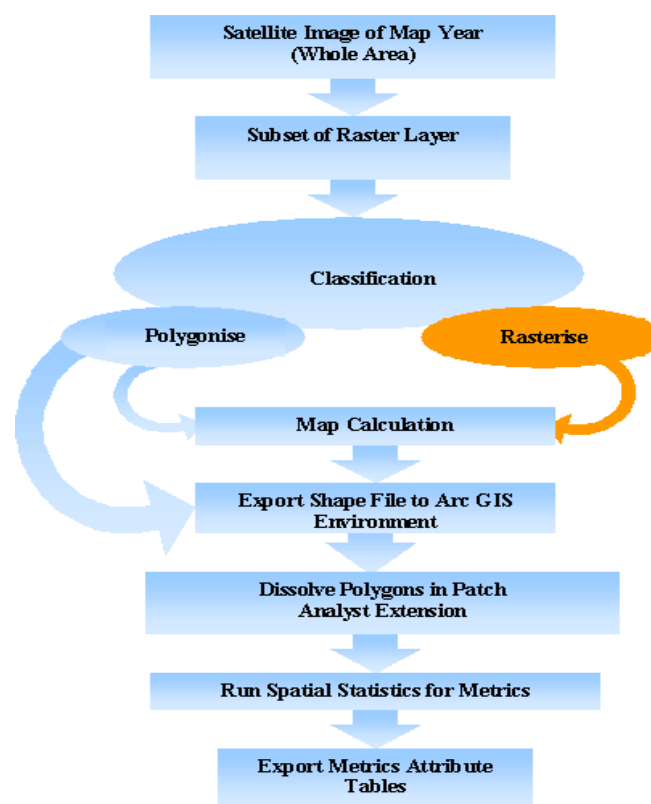 Satellite Image of Map Year
(Whole Area)
Subset of Raster Layer
Classification
Polygonise
Rasterise
Map Calculation
Export Shape File to Arc GIS
Environment
Dissolve Polygons in Patch
Analyst Extension
Run Spatial Statistics for Metrics
Export Metrics Attribute
Tables